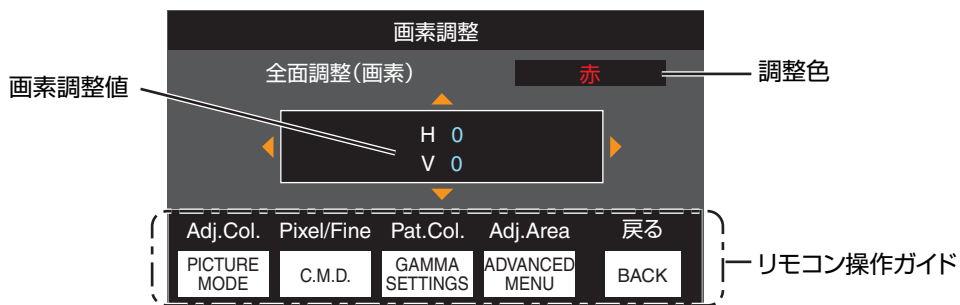 画素調整
全面調整(画素) 赤
調整色
画素調整値
H 0
V 0
Adj.Col. Pixel/Fine Pat.Col. Adj.Area 戻る
PICTURE MODE C.M.D. GAMMA SETTINGS ADVANCED MENU BACK
リモコン操作ガイド